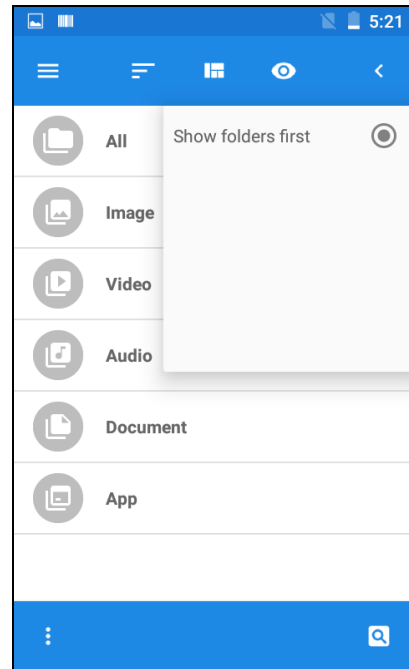 5:21
All
Show folders first
Image
Video
Audio
Document
App